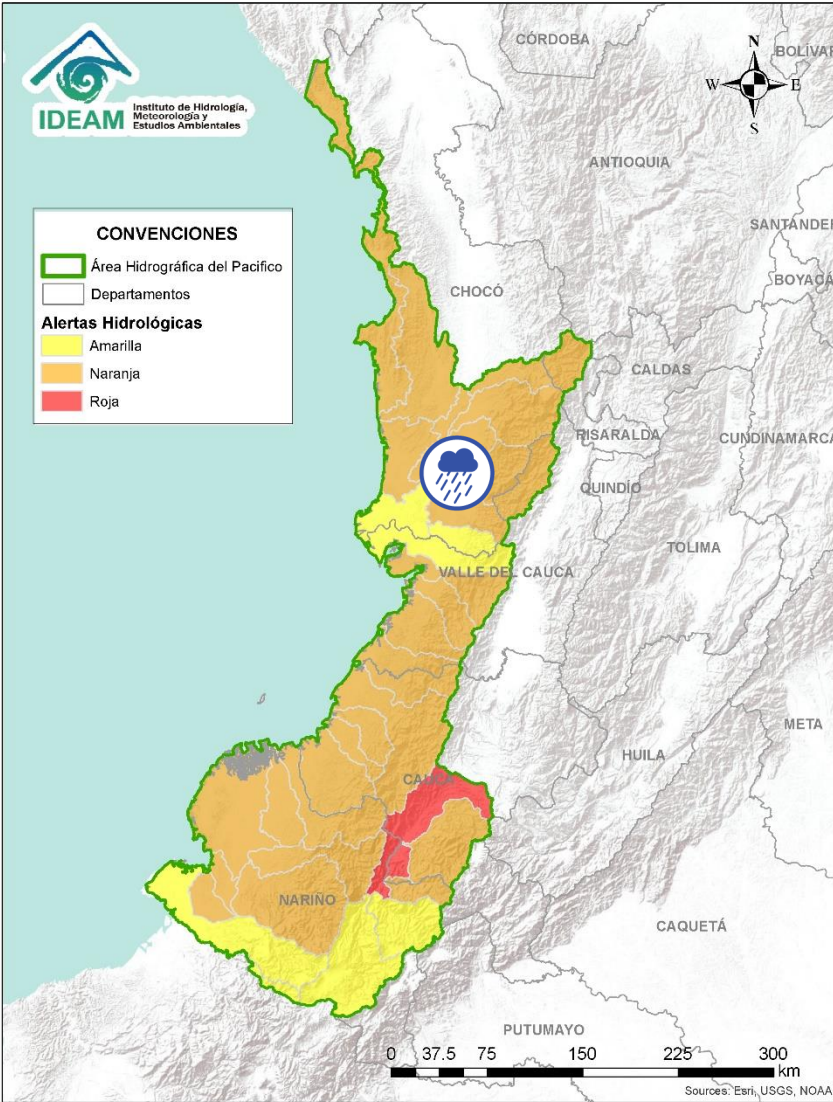 IDEAM
Instituto de Hidrología,
Meteorología y
Estudios Ambientales
N
W
E
S
CÓRDOBA
BOLÍVAR
ANTIOQUIA
SANTANDER
BOYACÁ
CHOCÓ
CALDAS
RISARALDA
CUNDINAMARCA
QUINDÍO
TOLIMA
VALLE DEL CAUCA
META
HUILA
CAUCA
NARIÑO
CAQUETÁ
PUTUMAYO
CONVENCIONES
Área Hidrográfica del Pacifico
Departamentos
Alertas Hidrológicas
Amarilla
Naranja
Roja
0 37.5 75 150 225 300
km
Sources: Esri, USGS, NOAA